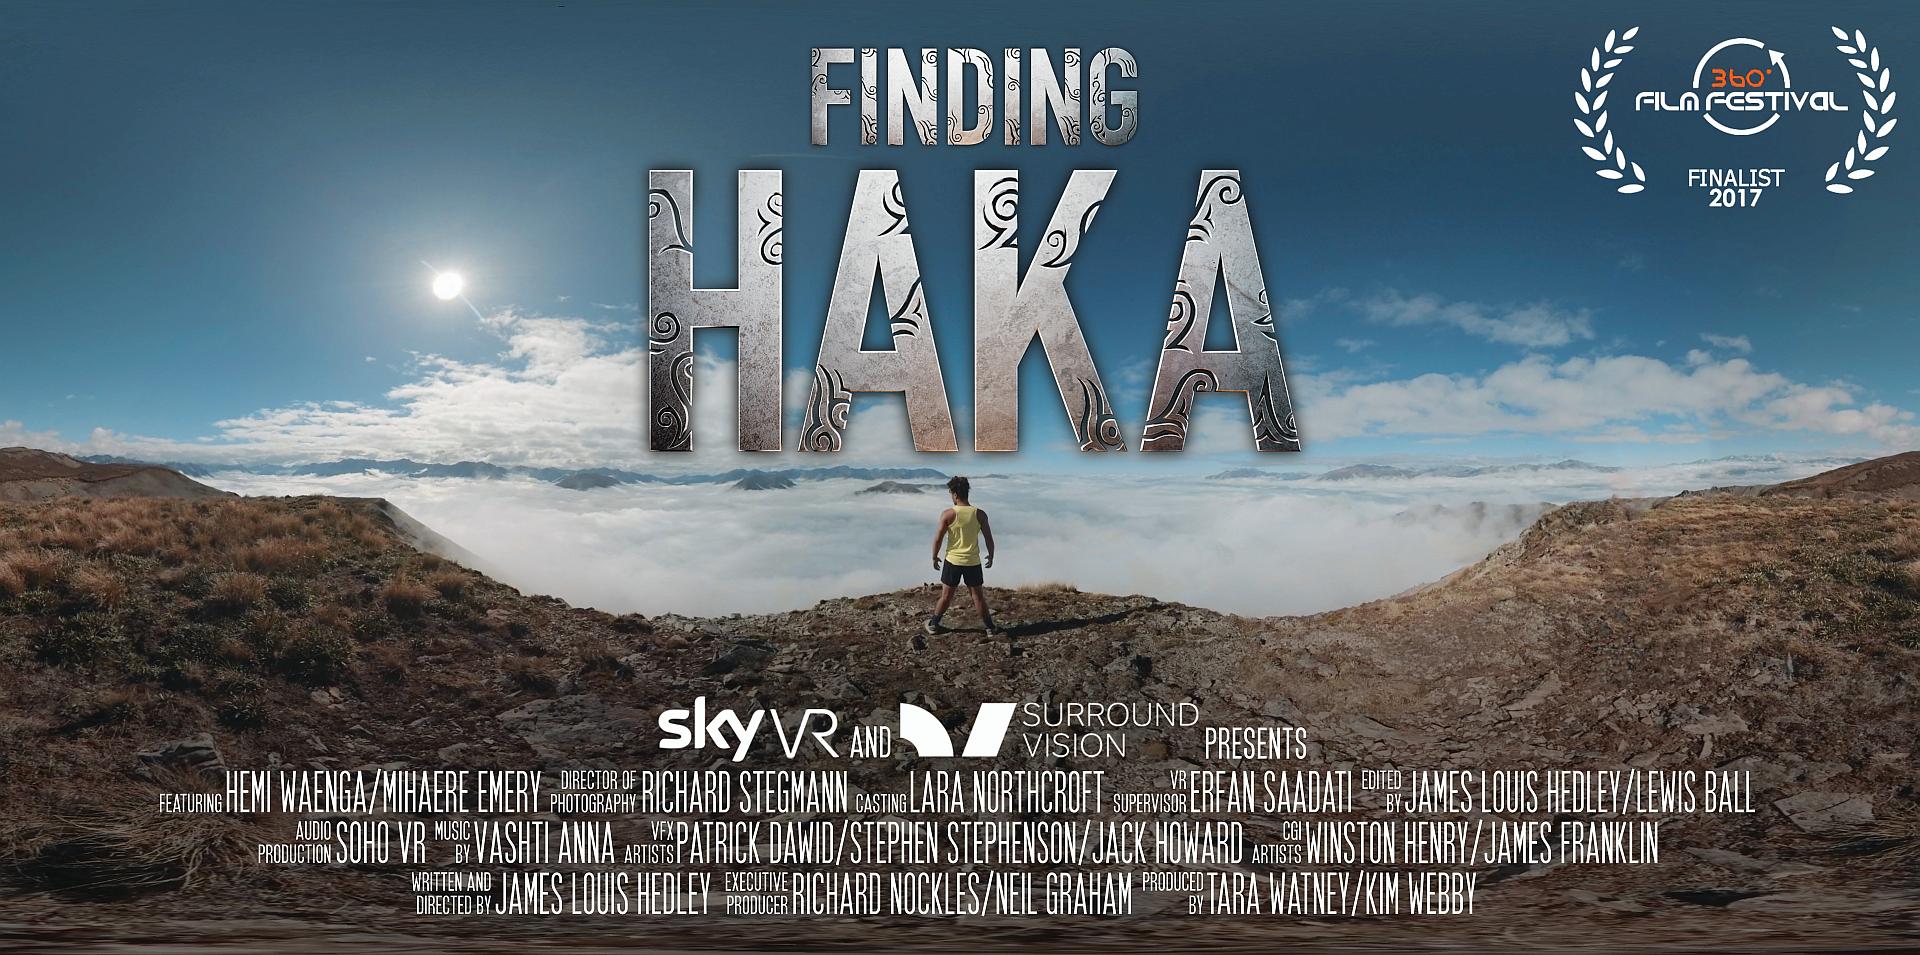 FINDING
HAKA
360°
FILM FESTIVAL
FINALIST
2017
sky VR AND SURROUND VISION PRESENTS
FEATURING HEMI WAENGA/MIHAERE EMERY DIRECTOR OF PHOTOGRAPHY RICHARD STEGMANN CASTING LARA NORTHCROFT VR SUPERVISOR ERFAN SAADATI EDITED BY JAMES LOUIS HEDLEY/LEWIS BALL
AUDIO PRODUCTION SOHO VR MUSIC BY VASHTI ANNA VFX ARTISTS PATRICK DAWID/STEPHEN STEPHENSON/JACK HOWARD CGI ARTISTS WINSTON HENRY/JAMES FRANKLIN
WRITTEN AND DIRECTED BY JAMES LOUIS HEDLEY EXECUTIVE PRODUCER RICHARD NOCKLES/NEIL GRAHAM PRODUCED BY TARA WATNEY/KIM WEBBY